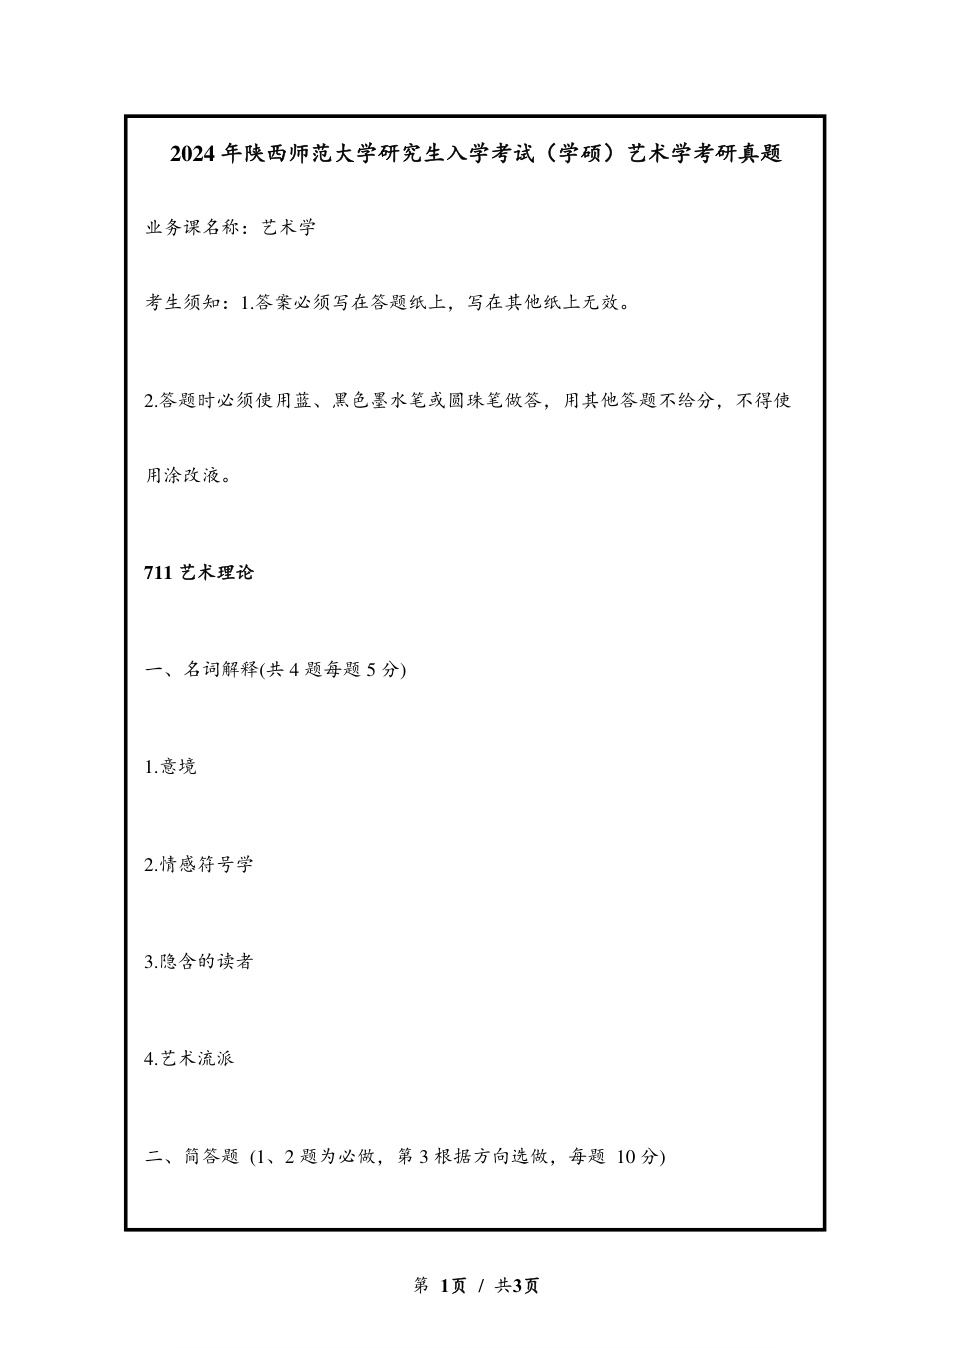 2024 年陕西师范大学研究生入学考试（学硕）艺术学考研真题
业务课名称：艺术学
考生须知：1.答案必须写在答题纸上，写在其他纸上无效。
2.答题时必须使用蓝、黑色墨水笔或圆珠笔做答，用其他答题不给分，不得使
用涂改液。
711 艺术理论
一、名词解释(共 4 题每题 5 分)
1.意境
2.情感符号学
3.隐含的读者
4.艺术流派
二、简答题 (1、2 题为必做，第 3 根据方向选做，每题 10 分)
第 1页 / 共3页